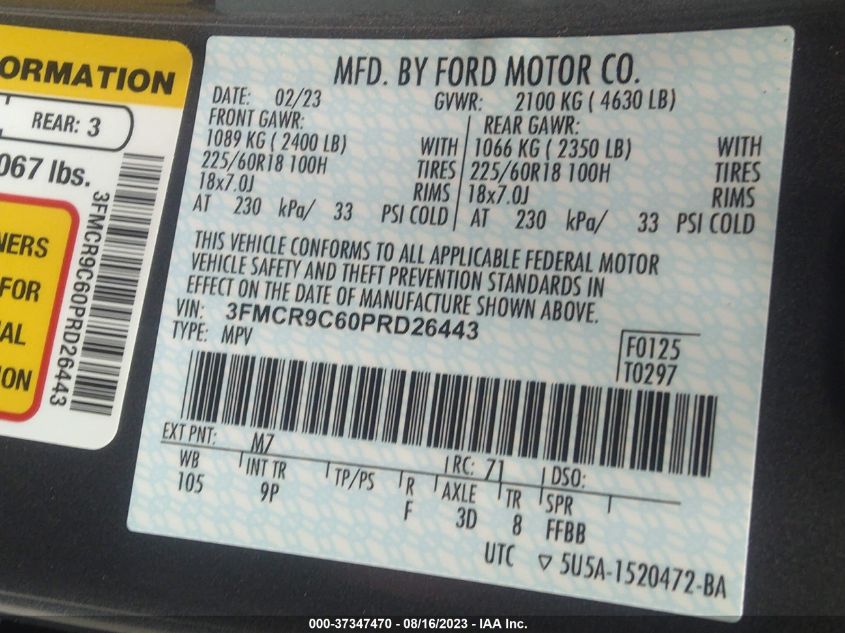 ORMATION
REAR: 3
067 lbs.
NERS
FOR
AL
ION
3FMCR9C60PRD26443
MFD. BY FORD MOTOR CO.
DATE: 02/23 GVWR: 2100 KG ( 4630 LB)
FRONT GAWR: REAR GAWR:
1089 KG ( 2400 LB) WITH 1066 KG ( 2350 LB) WITH
225/60R18 100H TIRES 225/60R18 100H TIRES
18x7.0J RIMS 18x7.0J RIMS
AT 230 kPa/ 33 PSI COLD AT 230 kPa/ 33 PSI COLD
THIS VEHICLE CONFORMS TO ALL APPLICABLE FEDERAL MOTOR
VEHICLE SAFETY AND THEFT PREVENTION STANDARDS IN
EFFECT ON THE DATE OF MANUFACTURE SHOWN ABOVE.
VIN: 3FMCR9C60PRD26443
TYPE: MPV
F0125
T0297
EXT PNT: M7 RC: 71 DSO:
WB INT TR TP/PS R AXLE TR SPR
105 9P F 3D 8 FFBB
UTC ▽ 5U5A-1520472-BA
000-37347470 - 08/16/2023 - IAA Inc.